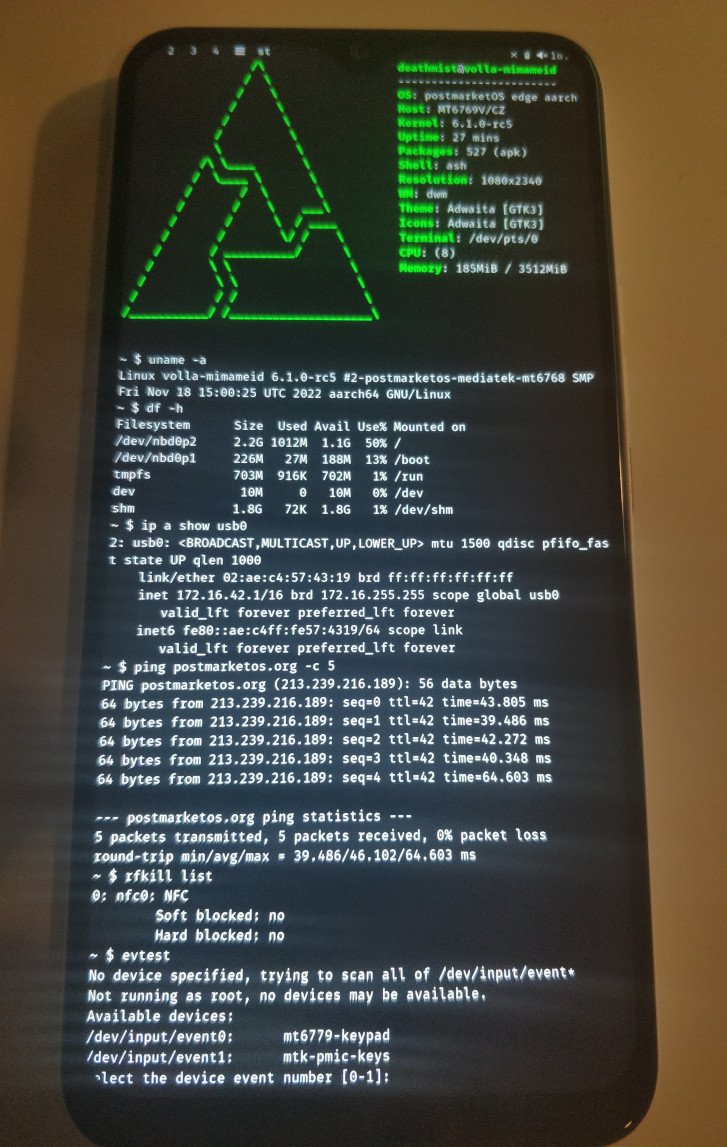 2 3 4 ☰ st 18.
deathmist@volla-mimameid
------------------------
OS: postmarketOS edge aarch
Host: MT6769V/CZ
Kernel: 6.1.0-rc5
Uptime: 27 mins
Packages: 527 (apk)
Shell: ash
Resolution: 1080x2340
WM: dwm
Theme: Adwaita [GTK3]
Icons: Adwaita [GTK3]
Terminal: /dev/pts/0
CPU: (8)
Memory: 185MiB / 3512MiB
~ $ uname -a
Linux volla-mimameid 6.1.0-rc5 #2-postmarketos-mediatek-mt6768 SMP
Fri Nov 18 15:00:25 UTC 2022 aarch64 GNU/Linux
~ $ df -h
Filesystem Size Used Avail Use% Mounted on
/dev/nbd0p2 2.2G 1012M 1.1G 50% /
/dev/nbd0p1 226M 27M 188M 13% /boot
tmpfs 703M 916K 702M 1% /run
dev 10M 0 10M 0% /dev
shm 1.8G 72K 1.8G 1% /dev/shm
~ $ ip a show usb0
2: usb0: <BROADCAST,MULTICAST,UP,LOWER_UP> mtu 1500 qdisc pfifo_fas
t state UP qlen 1000
link/ether 02:ae:c4:57:43:19 brd ff:ff:ff:ff:ff:ff
inet 172.16.42.1/16 brd 172.16.255.255 scope global usb0
valid_lft forever preferred_lft forever
inet6 fe80::ae:c4ff:fe57:4319/64 scope link
valid_lft forever preferred_lft forever
~ $ ping postmarketos.org -c 5
PING postmarketos.org (213.239.216.189): 56 data bytes
64 bytes from 213.239.216.189: seq=0 ttl=42 time=43.805 ms
64 bytes from 213.239.216.189: seq=1 ttl=42 time=39.486 ms
64 bytes from 213.239.216.189: seq=2 ttl=42 time=42.272 ms
64 bytes from 213.239.216.189: seq=3 ttl=42 time=40.348 ms
64 bytes from 213.239.216.189: seq=4 ttl=42 time=64.603 ms
--- postmarketos.org ping statistics ---
5 packets transmitted, 5 packets received, 0% packet loss
round-trip min/avg/max = 39.486/46.102/64.603 ms
~ $ rfkill list
0: nfc0: NFC
Soft blocked: no
Hard blocked: no
~ $ evtest
No device specified, trying to scan all of /dev/input/event*
Not running as root, no devices may be available.
Available devices:
/dev/input/event0: mt6779-keypad
/dev/input/event1: mtk-pmic-keys
lect the device event number [0-1]: